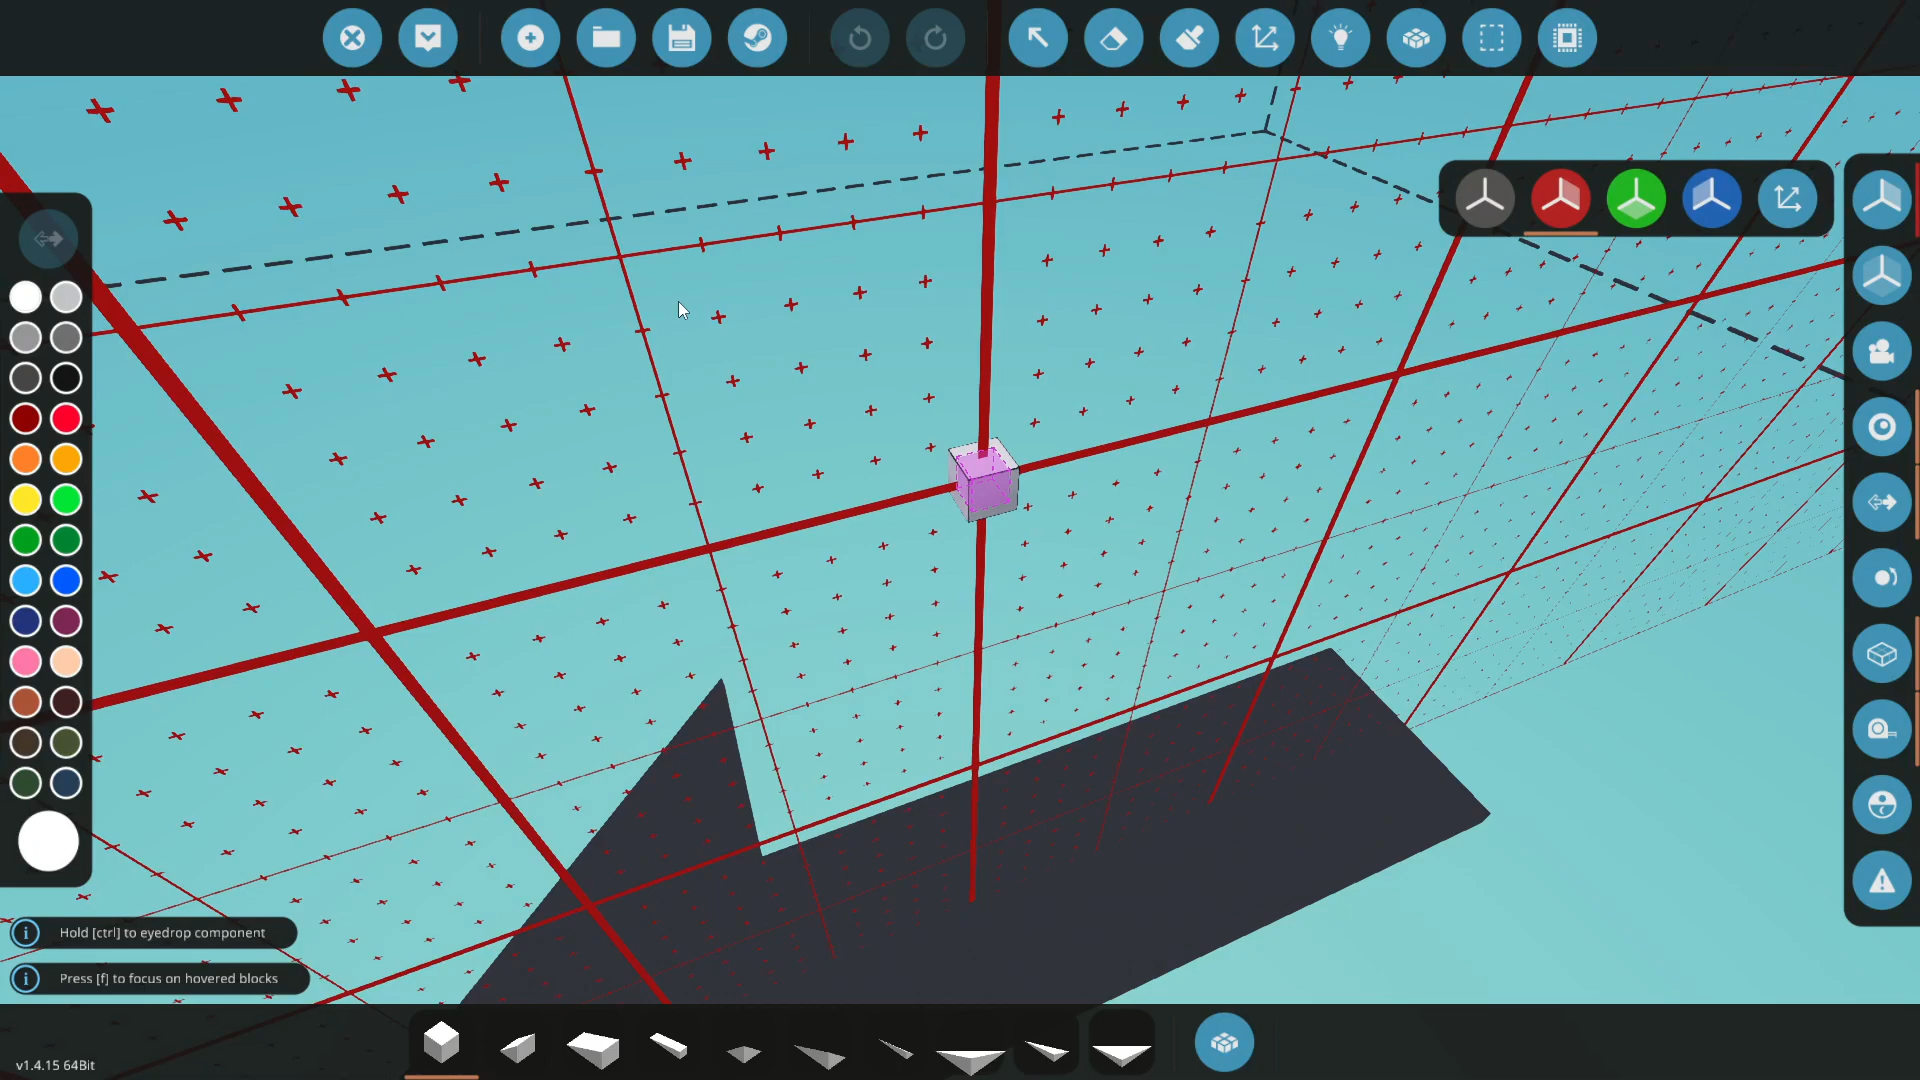 Hold [ctrl] to eyedrop component
Press [f] to focus on hovered blocks
v1.4.15 64Bit